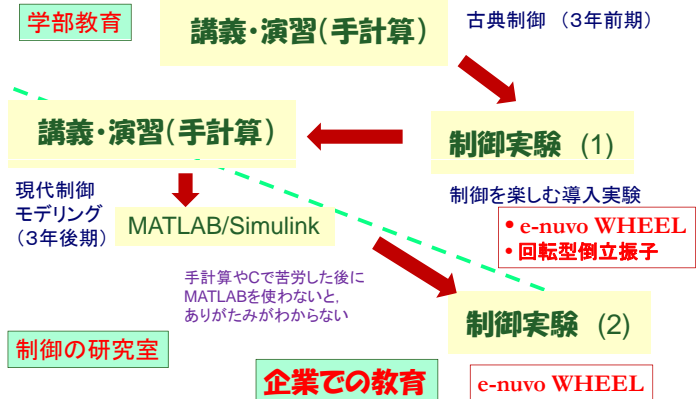 学部教育
講義・演習(手計算)
古典制御 (3年前期)
講義・演習(手計算)
制御実験 (1)
現代制御
モデリング
(3年後期)
MATLAB/Simulink
制御を楽しむ導入実験
• e-nuvo WHEEL
• 回転型倒立振子
手計算やCで苦労した後に
MATLABを使わないと,
ありがたみがわからない
制御実験 (2)
制御の研究室
企業での教育
e-nuvo WHEEL